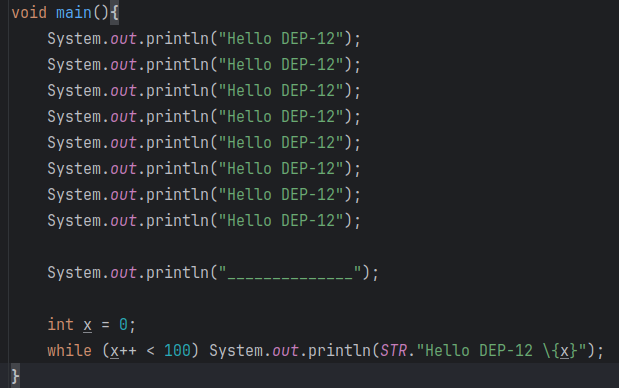 void main(){
    System.out.println("Hello DEP-12");
    System.out.println("Hello DEP-12");
    System.out.println("Hello DEP-12");
    System.out.println("Hello DEP-12");
    System.out.println("Hello DEP-12");
    System.out.println("Hello DEP-12");
    System.out.println("Hello DEP-12");
    System.out.println("Hello DEP-12");
    System.out.println("______________");
    int x = 0;
    while (x++ < 100) System.out.println(STR."Hello DEP-12 \{x}");
}